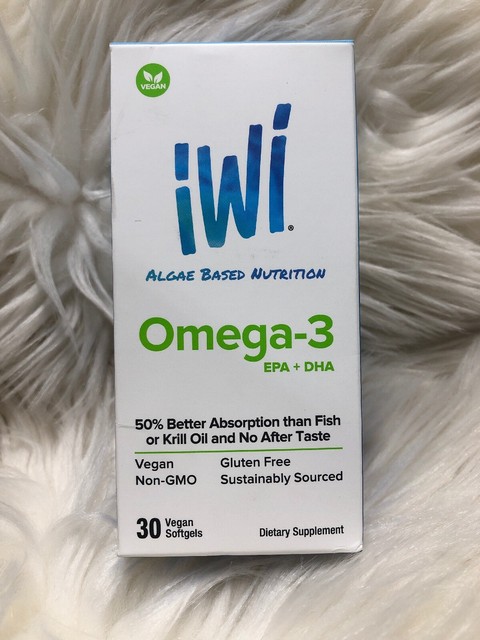 VEGAN
iWi®
ALGAE BASED NUTRITION
Omega-3
EPA + DHA
50% Better Absorption than Fish
or Krill Oil and No After Taste
Vegan Gluten Free
Non-GMO Sustainably Sourced
30 Vegan
Softgels
Dietary Supplement